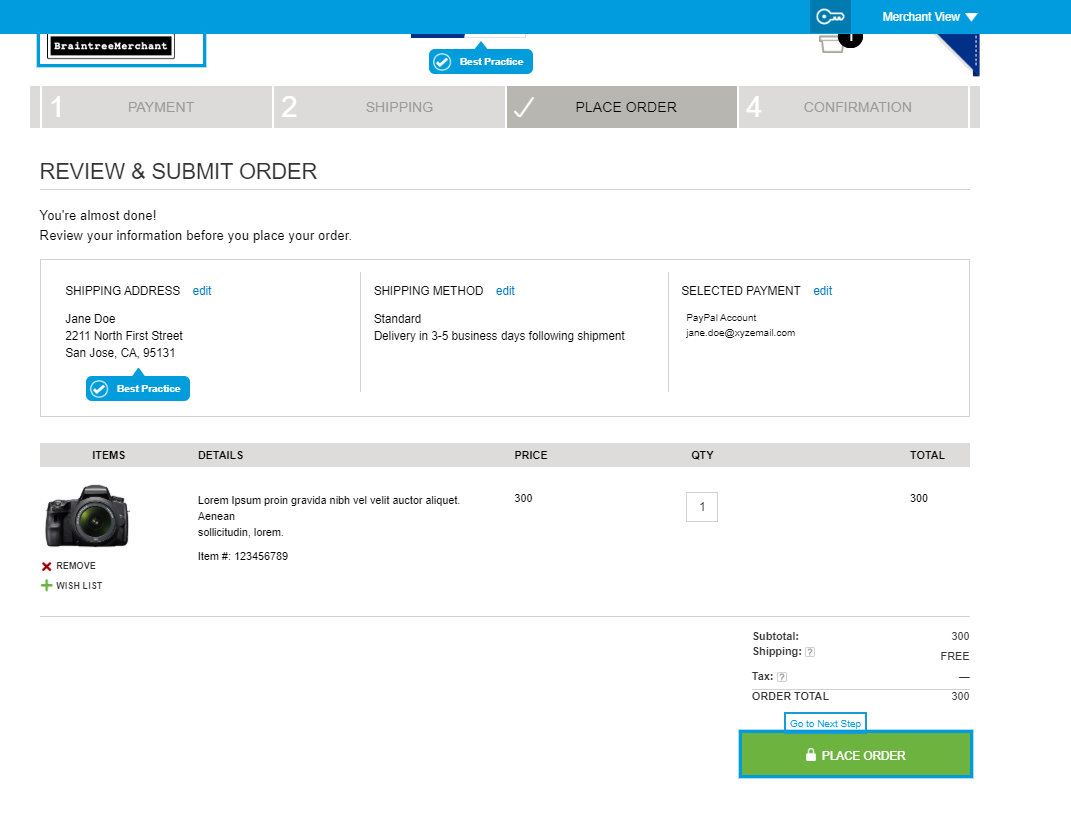 Merchant View
BraintreeMerchant
1
Best Practice
1 PAYMENT
2 SHIPPING
PLACE ORDER
4 CONFIRMATION
REVIEW & SUBMIT ORDER
You're almost done!
Review your information before you place your order.
SHIPPING ADDRESS edit
Jane Doe
2211 North First Street
San Jose, CA, 95131
Best Practice
SHIPPING METHOD edit
Standard
Delivery in 3-5 business days following shipment
SELECTED PAYMENT edit
PayPal Account
jane.doe@xyzemail.com
ITEMS DETAILS PRICE QTY TOTAL
Lorem Ipsum proin gravida nibh vel velit auctor aliquet.
Aenean
sollicitudin, lorem.
Item #: 123456789
300
1
300
REMOVE
WISH LIST
Subtotal: 300
Shipping: ? FREE
Tax: ? —
ORDER TOTAL 300
Go to Next Step
PLACE ORDER